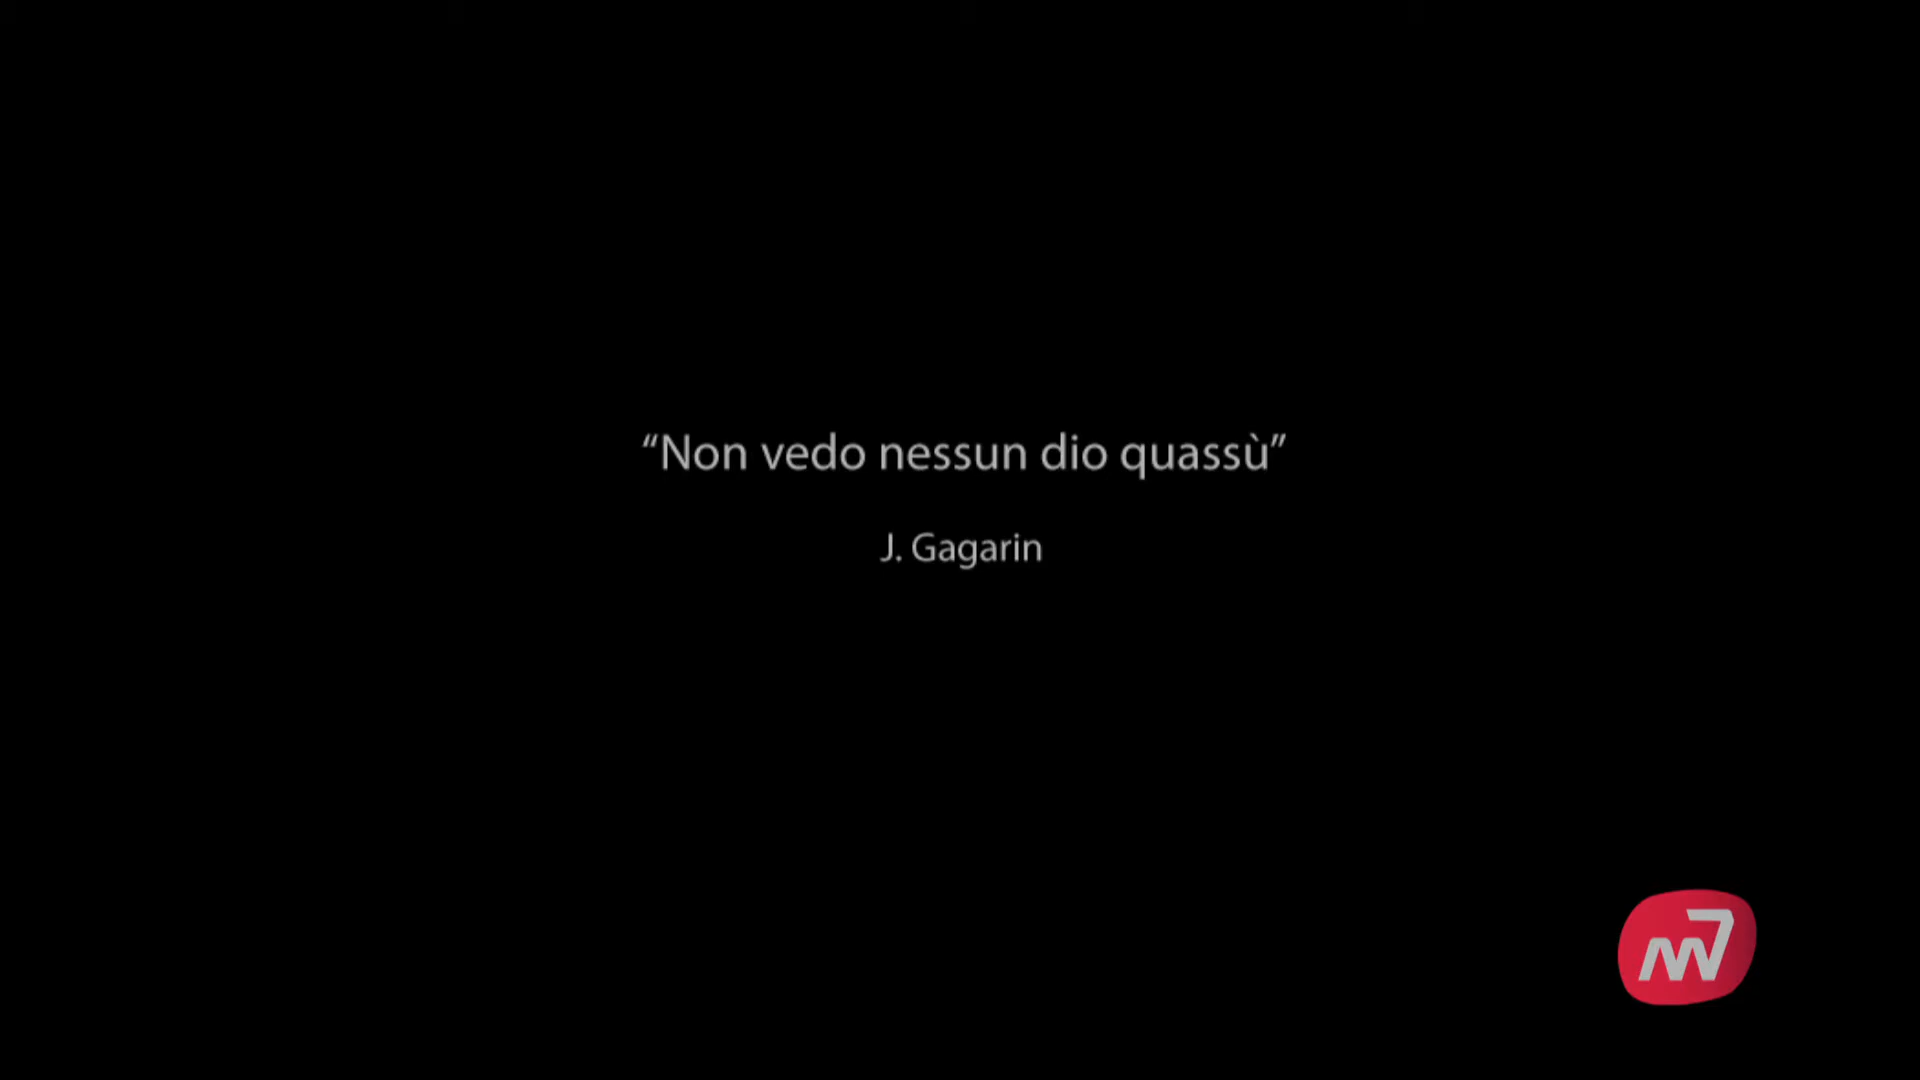 “Non vedo nessun dio quassù”
J. Gagarin